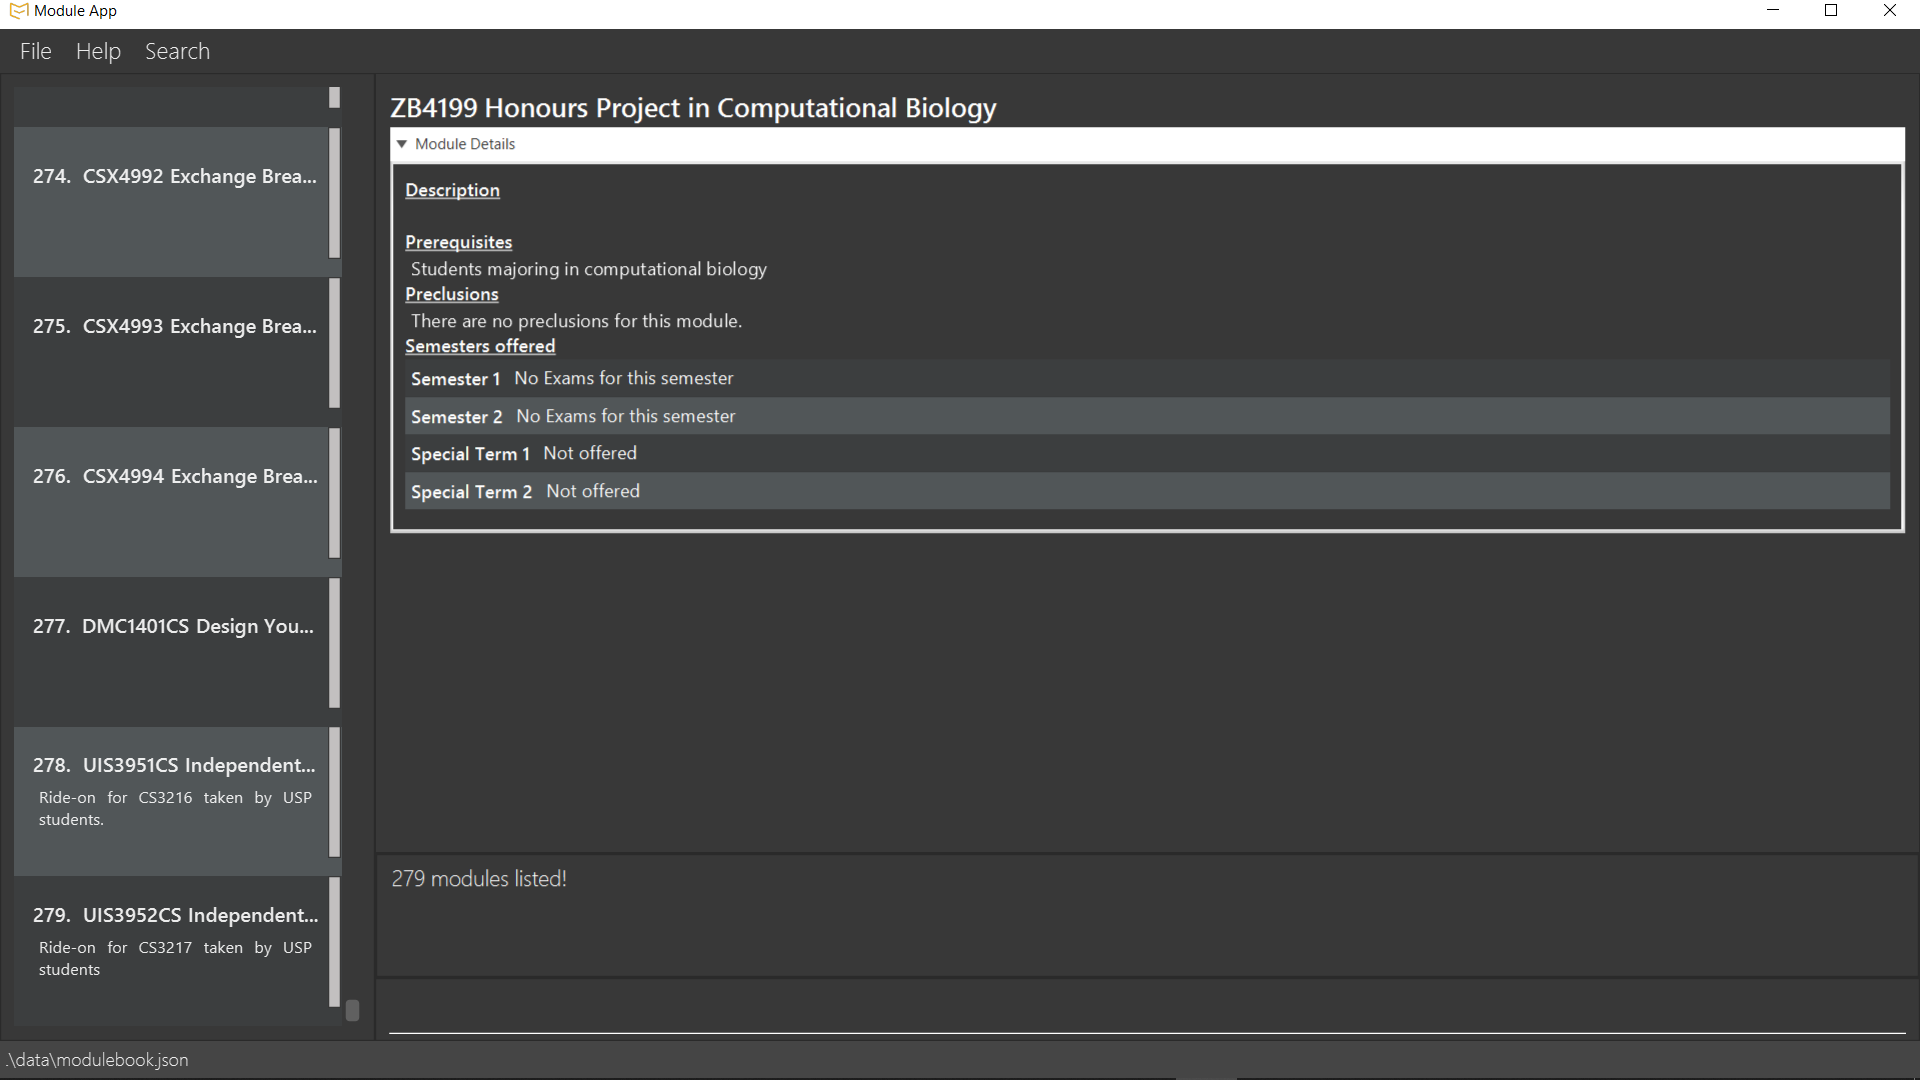 Module App
File Help Search
274. CSX4992 Exchange Brea...
275. CSX4993 Exchange Brea...
276. CSX4994 Exchange Brea...
277. DMC1401CS Design You...
278. UIS3951CS Independent...
Ride-on for CS3216 taken by USP
students.
279. UIS3952CS Independent...
Ride-on for CS3217 taken by USP
students
ZB4199 Honours Project in Computational Biology
Module Details
Description
Prerequisites
Students majoring in computational biology
Preclusions
There are no preclusions for this module.
Semesters offered
Semester 1 No Exams for this semester
Semester 2 No Exams for this semester
Special Term 1 Not offered
Special Term 2 Not offered
279 modules listed!
.\data\modulebook.json